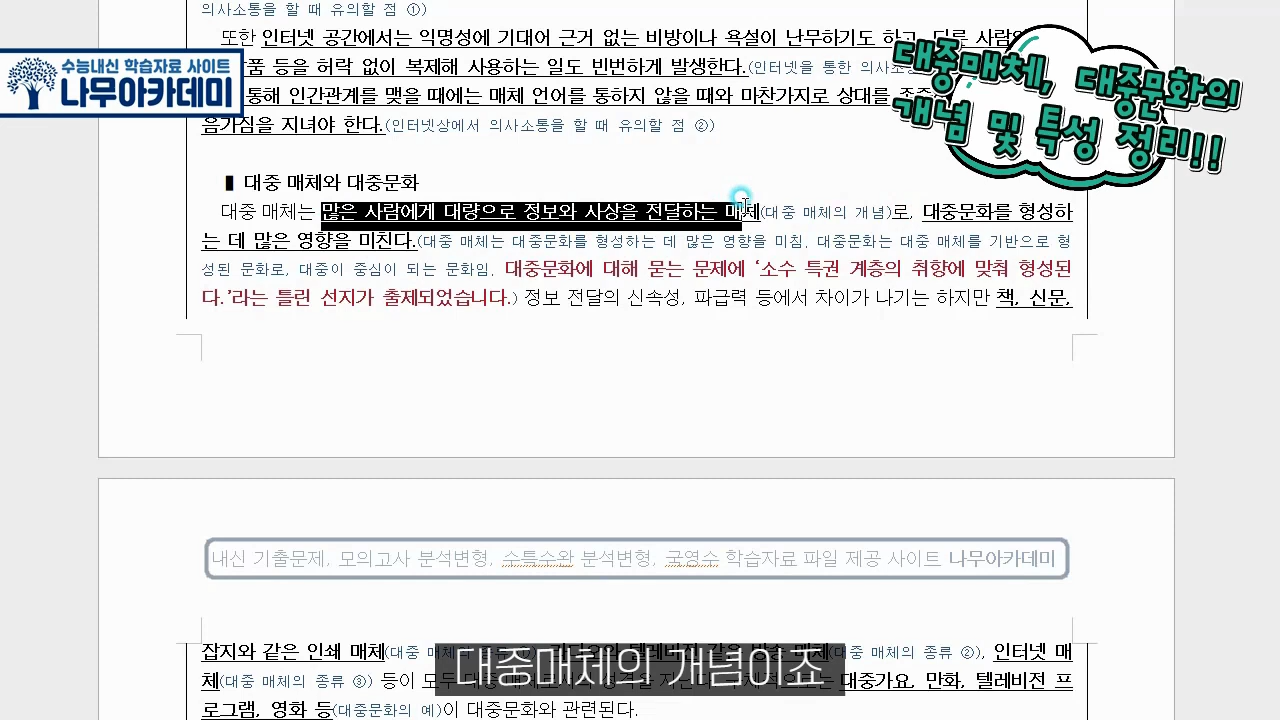 의사소통을 할 때 유의할 점 ①)
또한 인터넷 공간에서는 익명성에 기대어 근거 없는 비방이나 욕설이 난무하기도 하고, 다른 사람의
품 등을 허락 없이 복제해 사용하는 일도 빈번하게 발생한다.(인터넷을 통한 의사소
통해 인간관계를 맺을 때에는 매체 언어를 통하지 않을 때와 마찬가지로 상대를 존중
음가짐을 지녀야 한다.(인터넷상에서 의사소통을 할 때 유의할 점 ②)
수능내신 학습자료 사이트
나무아카데미
대중매체, 대중문화의
개념 및 특성 정리!!
▮ 대중 매체와 대중문화
대중 매체는 많은 사람에게 대량으로 정보와 사상을 전달하는 매체(대중 매체의 개념)로, 대중문화를 형성하
는 데 많은 영향을 미친다.(대중 매체는 대중문화를 형성하는 데 많은 영향을 미침. 대중문화는 대중 매체를 기반으로 형
성된 문화로, 대중이 중심이 되는 문화임. 대중문화에 대해 묻는 문제에 ‘소수 특권 계층의 취향에 맞춰 형성된
다.’라는 틀린 선지가 출제되었습니다.) 정보 전달의 신속성, 파급력 등에서 차이가 나기는 하지만 책, 신문,
내신 기출문제, 모의고사 분석변형, 수특수완 분석변형, 국영수 학습자료 파일 제공 사이트 나무아카데미
잡지와 같은 인쇄 매체(대중 매체의 종류 ①), 라디오와 텔레비전 같은 방송 매체(대중 매체의 종류 ②), 인터넷 매
체(대중 매체의 종류 ③) 등이 모두 대중 대중가요, 만화, 텔레비전 프
로그램, 영화 등(대중문화의 예)이 대중문화와 관련된다.
대중매체의 개념이죠